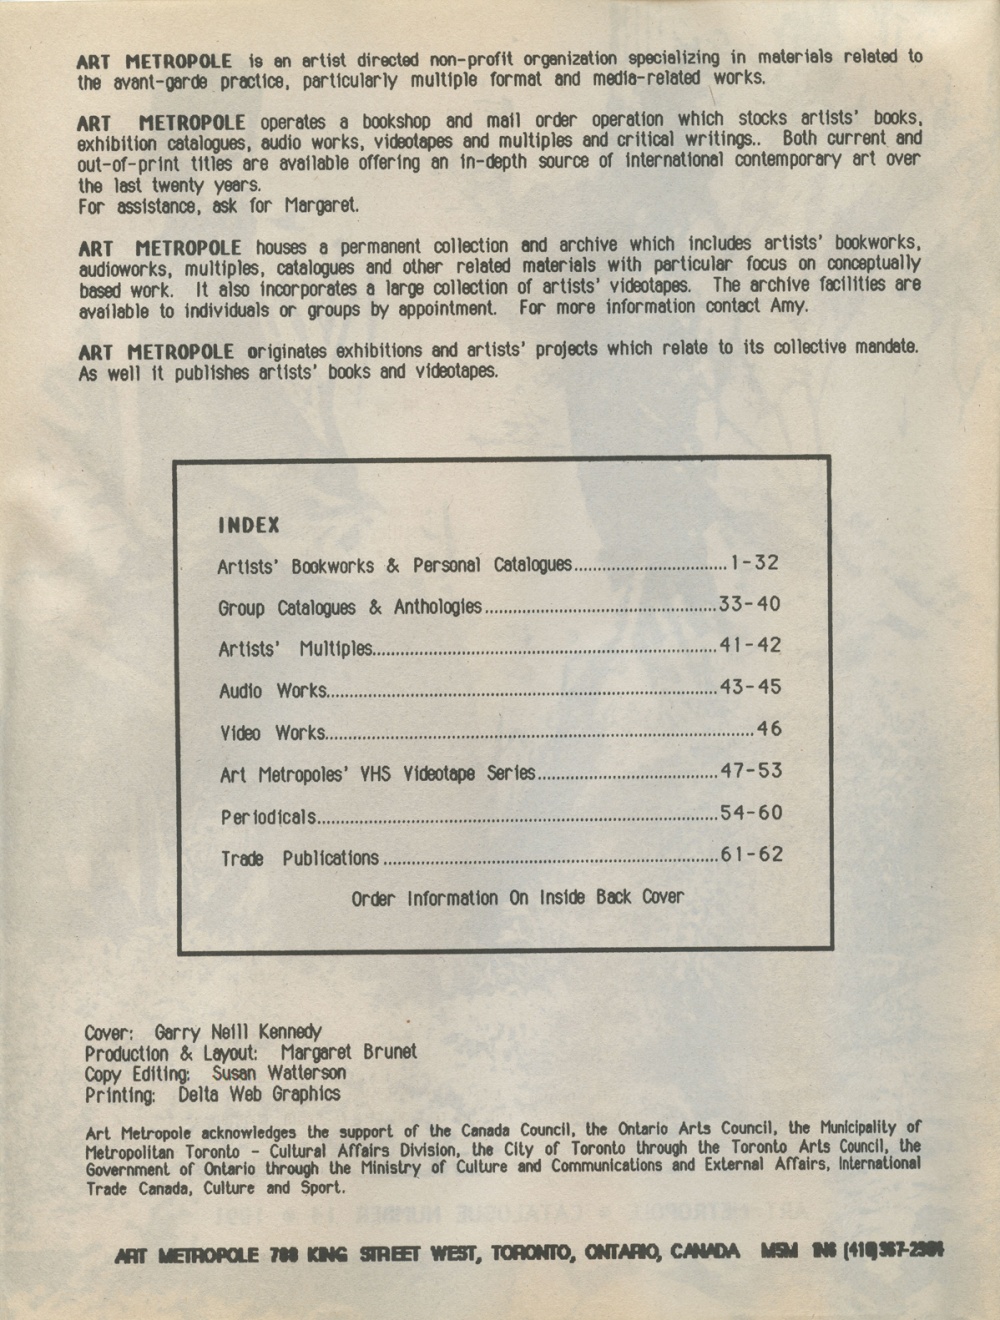 ART METROPOLE is an artist directed non-profit organization specializing in materials related to
the avant-garde practice, particularly multiple format and media-related works.
ART METROPOLE operates a bookshop and mail order operation which stocks artists' books,
exhibition catalogues, audio works, videotapes and multiples and critical writings.. Both current and
out-of-print titles are available offering an in-depth source of international contemporary art over
the last twenty years.
For assistance, ask for Margaret.
ART METROPOLE houses a permanent collection and archive which includes artists' bookworks,
audioworks, multiples, catalogues and other related materials with particular focus on conceptually
based work. It also incorporates a large collection of artists' videotapes. The archive facilities are
available to individuals or groups by appointment. For more information contact Amy.
ART METROPOLE originates exhibitions and artists' projects which relate to its collective mandate.
As well it publishes artists' books and videotapes.
INDEX
Artists' Bookworks & Personal Catalogues................................1-32
Group Catalogues & Anthologies................................33-40
Artists' Multiples................................41-42
Audio Works................................43-45
Video Works................................46
Art Metropoles' VHS Videotape Series................................47-53
Periodicals................................54-60
Trade Publications................................61-62
Order Information On Inside Back Cover
Cover: Garry Neill Kennedy
Production & Layout: Margaret Brunet
Copy Editing: Susan Watterson
Printing: Delta Web Graphics
Art Metropole acknowledges the support of the Canada Council, the Ontario Arts Council, the Municipality of
Metropolitan Toronto - Cultural Affairs Division, the City of Toronto through the Toronto Arts Council, the
Government of Ontario through the Ministry of Culture and Communications and External Affairs, International
Trade Canada, Culture and Sport.
ART METROPOLE * CATALOGUE NUMBER 14 * 1991
ART METROPOLE 788 KING STREET WEST, TORONTO, ONTARIO, CANADA M5M 1N6